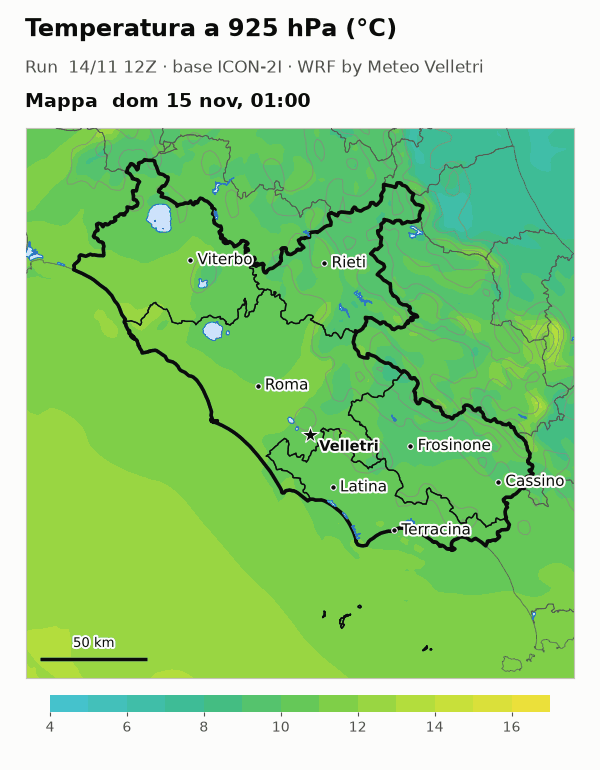 Temperatura a 925 hPa (°C)
Run  14/11 12Z · base ICON-2I · WRF by Meteo Velletri
Mappa  dom 15 nov, 01:00
Viterbo
Rieti
Roma
Velletri
Frosinone
Latina
Cassino
Terracina
50 km
4 6 8 10 12 14 16